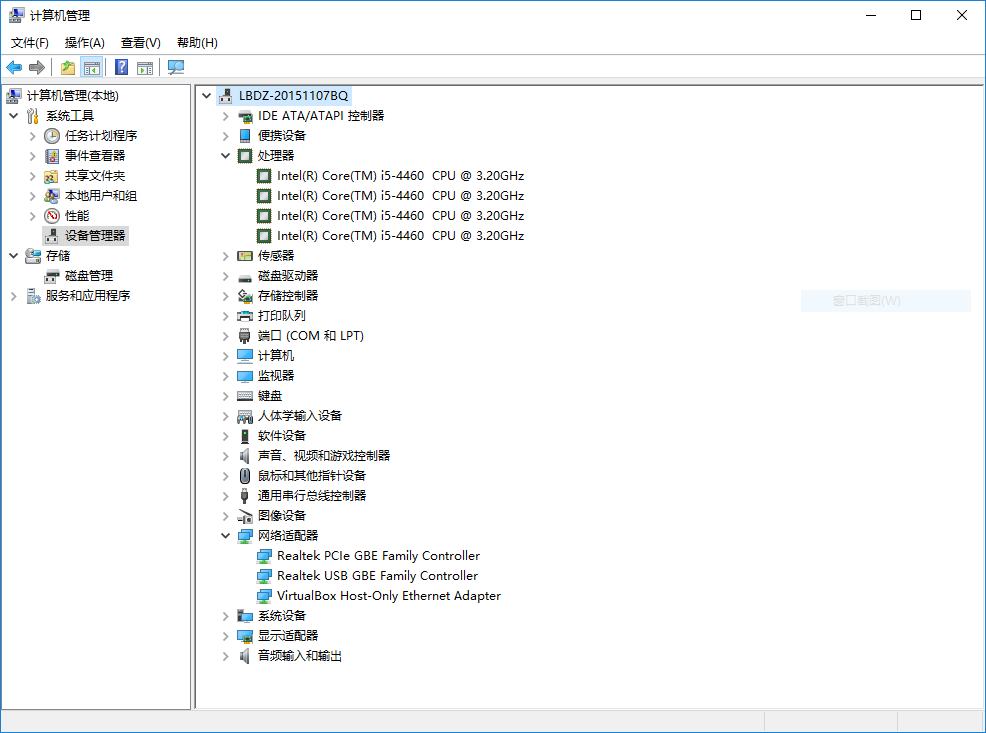 计算机管理
文件(F) 操作(A) 查看(V) 帮助(H)
计算机管理(本地)
系统工具
任务计划程序
事件查看器
共享文件夹
本地用户和组
性能
设备管理器
存储
磁盘管理
服务和应用程序
LBDZ-20151107BQ
IDE ATA/ATAPI 控制器
便携设备
处理器
Intel(R) Core(TM) i5-4460  CPU @ 3.20GHz
Intel(R) Core(TM) i5-4460  CPU @ 3.20GHz
Intel(R) Core(TM) i5-4460  CPU @ 3.20GHz
Intel(R) Core(TM) i5-4460  CPU @ 3.20GHz
传感器
磁盘驱动器
存储控制器
打印队列
端口 (COM 和 LPT)
计算机
监视器
键盘
人体学输入设备
软件设备
声音、视频和游戏控制器
鼠标和其他指针设备
通用串行总线控制器
图像设备
网络适配器
Realtek PCIe GBE Family Controller
Realtek USB GBE Family Controller
VirtualBox Host-Only Ethernet Adapter
系统设备
显示适配器
音频输入和输出
窗口截图(W)